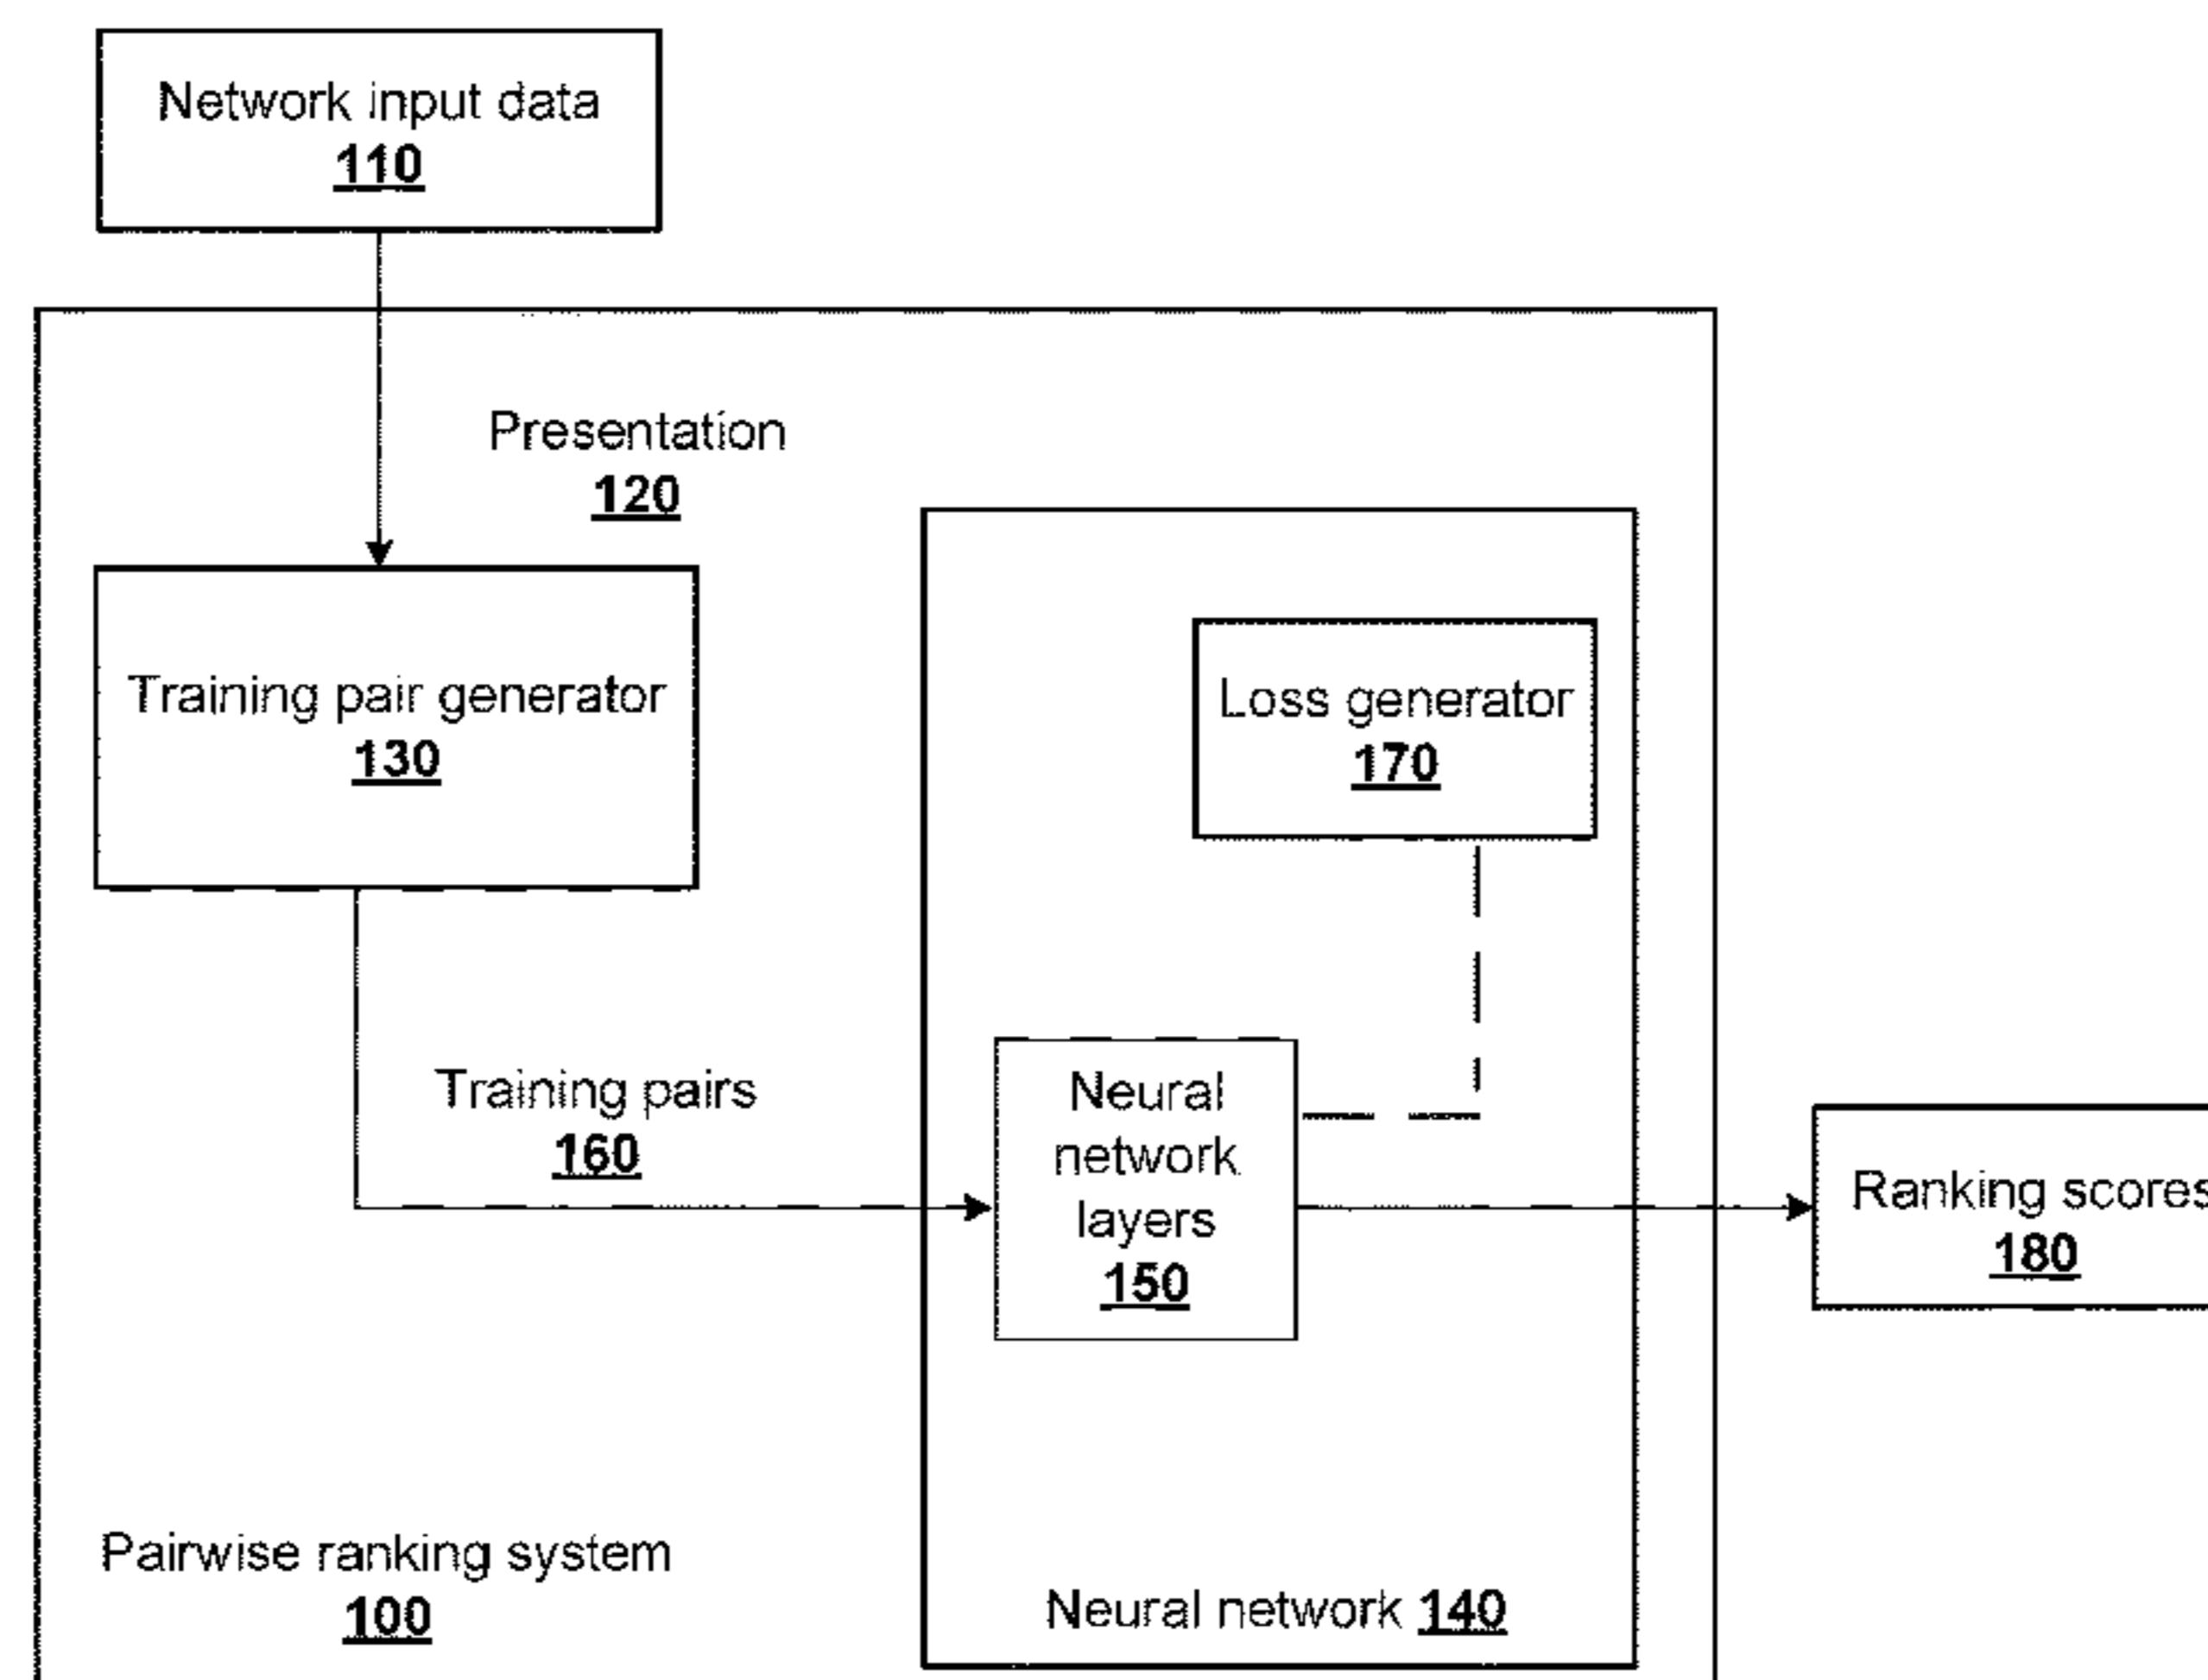 Network input data
110
Presentation
120
Training pair generator
130
Loss generator
170
Training pairs
160
Neural
network
layers
150
Ranking scores
180
Pairwise ranking system
100
Neural network 140